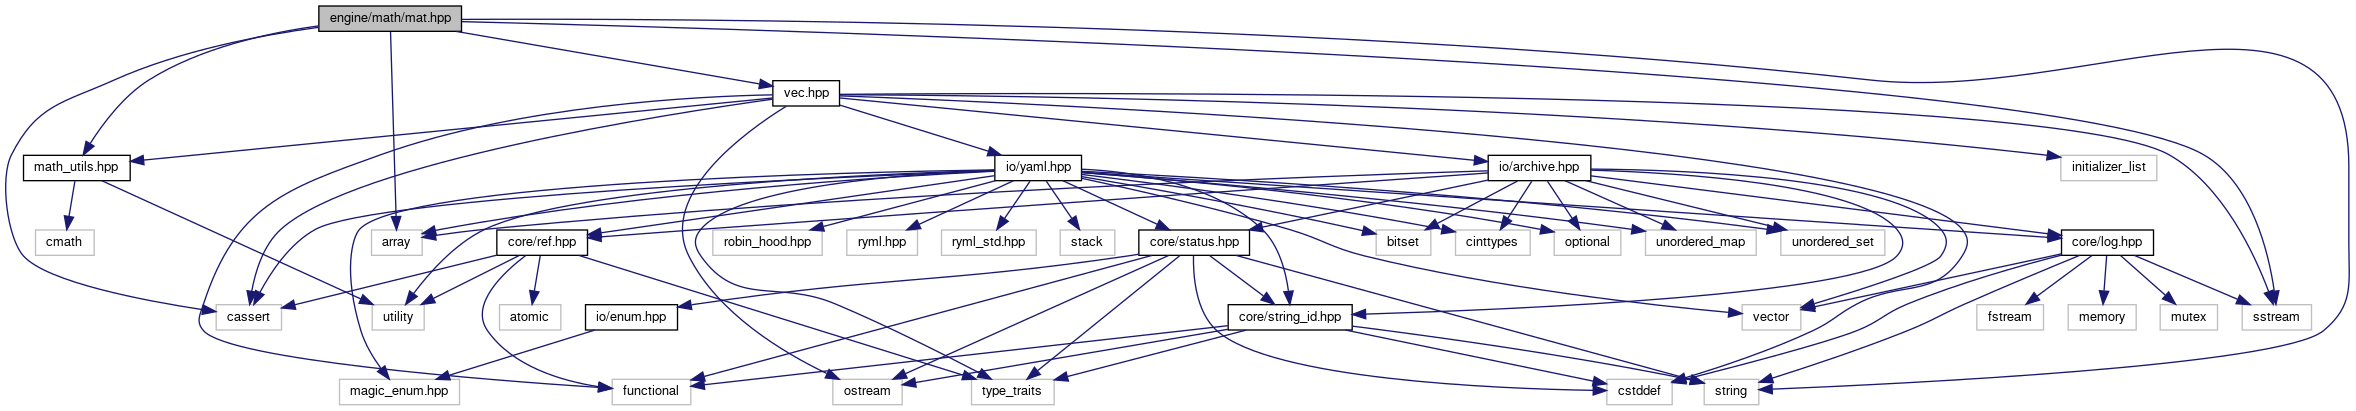 engine/math/mat.hpp
vec.hpp
math_utils.hpp
io/yaml.hpp
io/archive.hpp
initializer_list
cmath
array
core/ref.hpp
robin_hood.hpp
ryml.hpp
ryml_std.hpp
stack
core/status.hpp
bitset
cinttypes
optional
unordered_map
unordered_set
core/log.hpp
cassert
utility
atomic
io/enum.hpp
core/string_id.hpp
vector
fstream
memory
mutex
sstream
magic_enum.hpp
functional
ostream
type_traits
cstddef
string